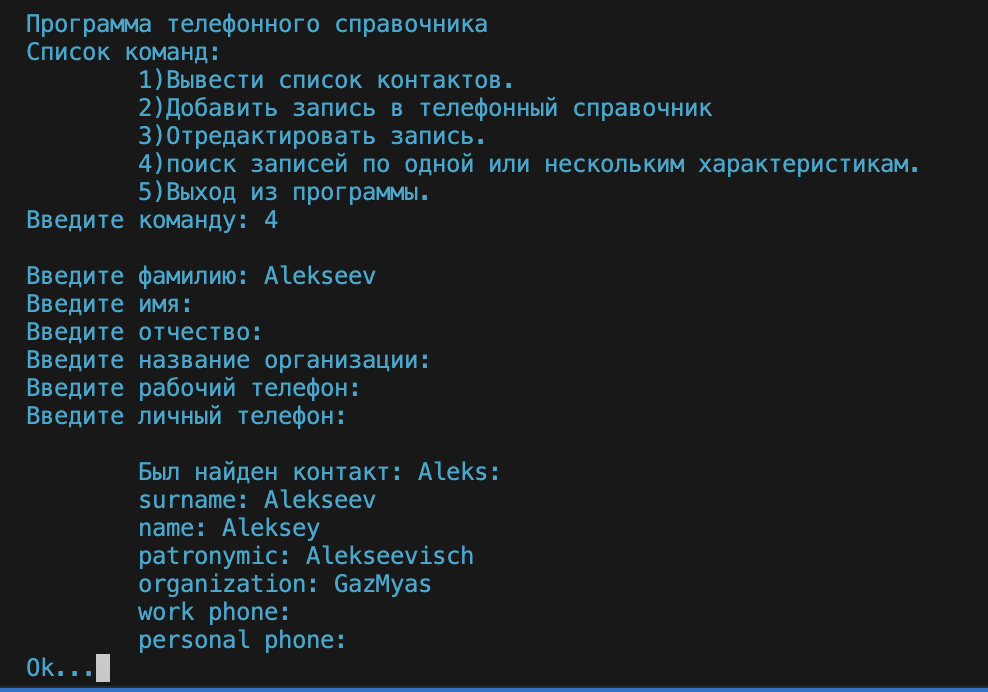 Программа телефонного справочника
Список команд:
1)Вывести список контактов.
2)Добавить запись в телефонный справочник
3)Отредактировать запись.
4)поиск записей по одной или нескольким характеристикам.
5)Выход из программы.
Введите команду: 4
Введите фамилию: Alekseev
Введите имя:
Введите отчество:
Введите название организации:
Введите рабочий телефон:
Введите личный телефон:
Был найден контакт: Aleks:
surname: Alekseev
name: Aleksey
patronymic: Alekseevisch
organization: GazMyas
work phone:
personal phone:
Ok...